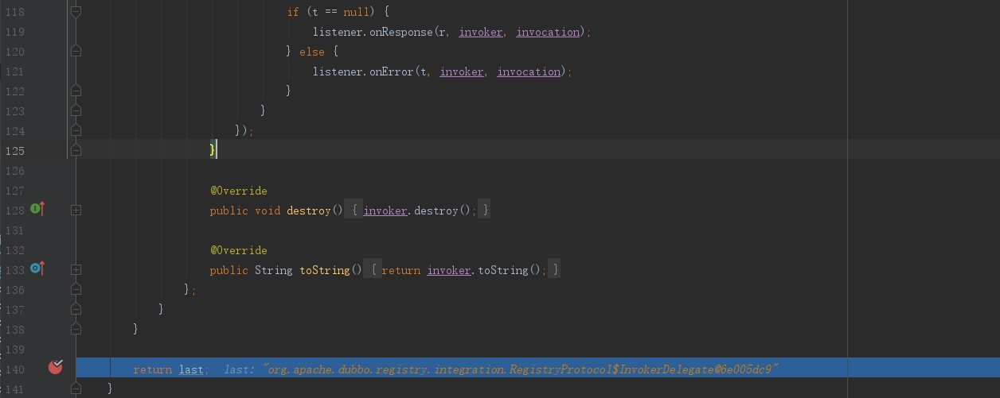 118 if (t == null) {
119 listener.onResponse(r, invoker, invocation);
120 } else {
121 listener.onError(t, invoker, invocation);
122 }
123 }
124 });
125 }
126
127 @Override
128 public void destroy() { invoker.destroy(); }
131
132 @Override
133 public String toString() { return invoker.toString(); }
136 };
137 }
138 }
139
140 return last; last: "org.apache.dubbo.registry.integration.RegistryProtocol$InvokerDelegate@6e005dc9"
141 }